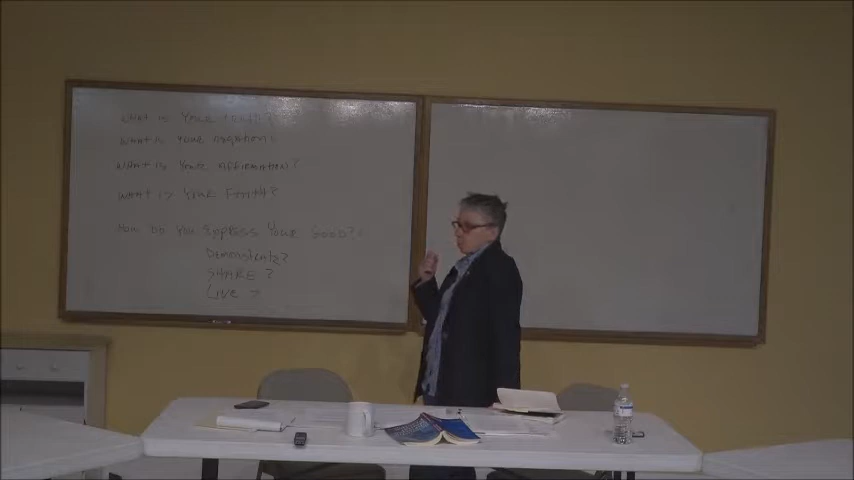 WHAT IS YOUR TRUTH?
WHAT IS YOUR NEGATION?
WHAT IS YOUR AFFIRMATION?
WHAT IS YOUR FAITH?
HOW DO YOU EXPRESS YOUR GOOD?
DEMONSTRATE?
SHARE?
LIVE?